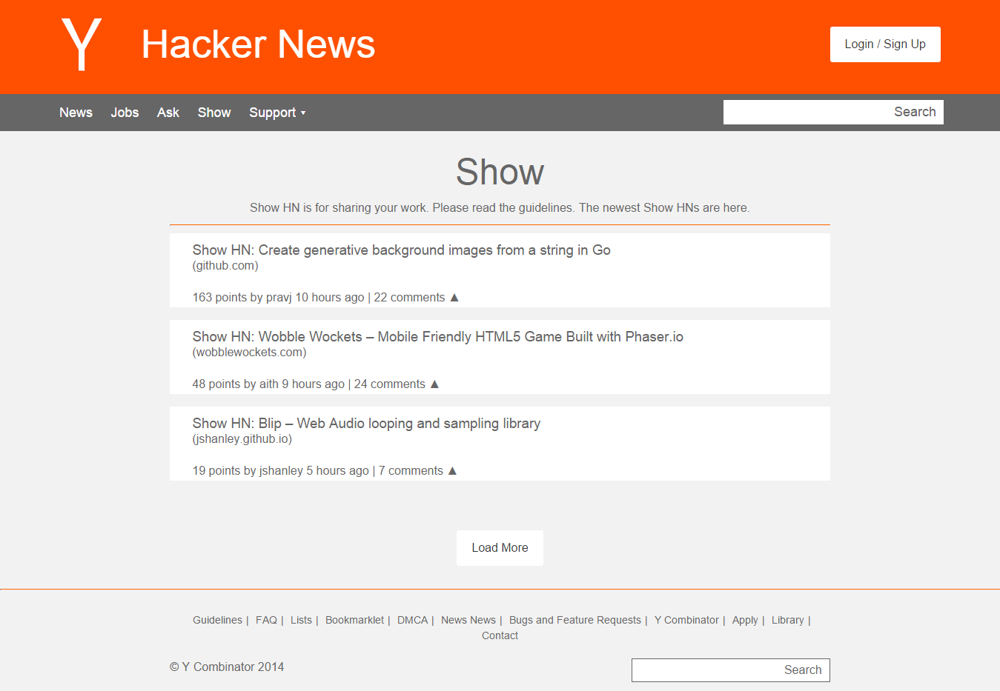 Y Hacker News
Login / Sign Up
News Jobs Ask Show Support ▾
Search
Show
Show HN is for sharing your work. Please read the guidelines. The newest Show HNs are here.
Show HN: Create generative background images from a string in Go
(github.com)
163 points by pravj 10 hours ago | 22 comments ▲
Show HN: Wobble Wockets – Mobile Friendly HTML5 Game Built with Phaser.io
(wobblewockets.com)
48 points by aith 9 hours ago | 24 comments ▲
Show HN: Blip – Web Audio looping and sampling library
(jshanley.github.io)
19 points by jshanley 5 hours ago | 7 comments ▲
Load More
Guidelines | FAQ | Lists | Bookmarklet | DMCA | News News | Bugs and Feature Requests | Y Combinator | Apply | Library |
Contact
© Y Combinator 2014
Search